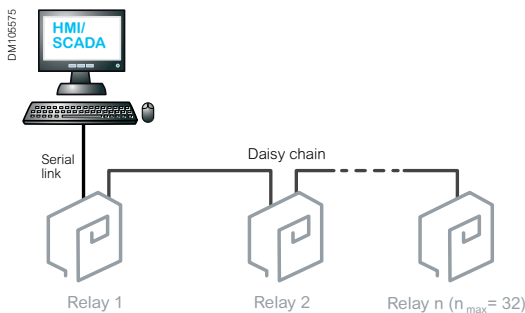 DM105575
HMI/
SCADA
Serial
link
Daisy chain
Relay 1
Relay 2
Relay n (n max= 32)